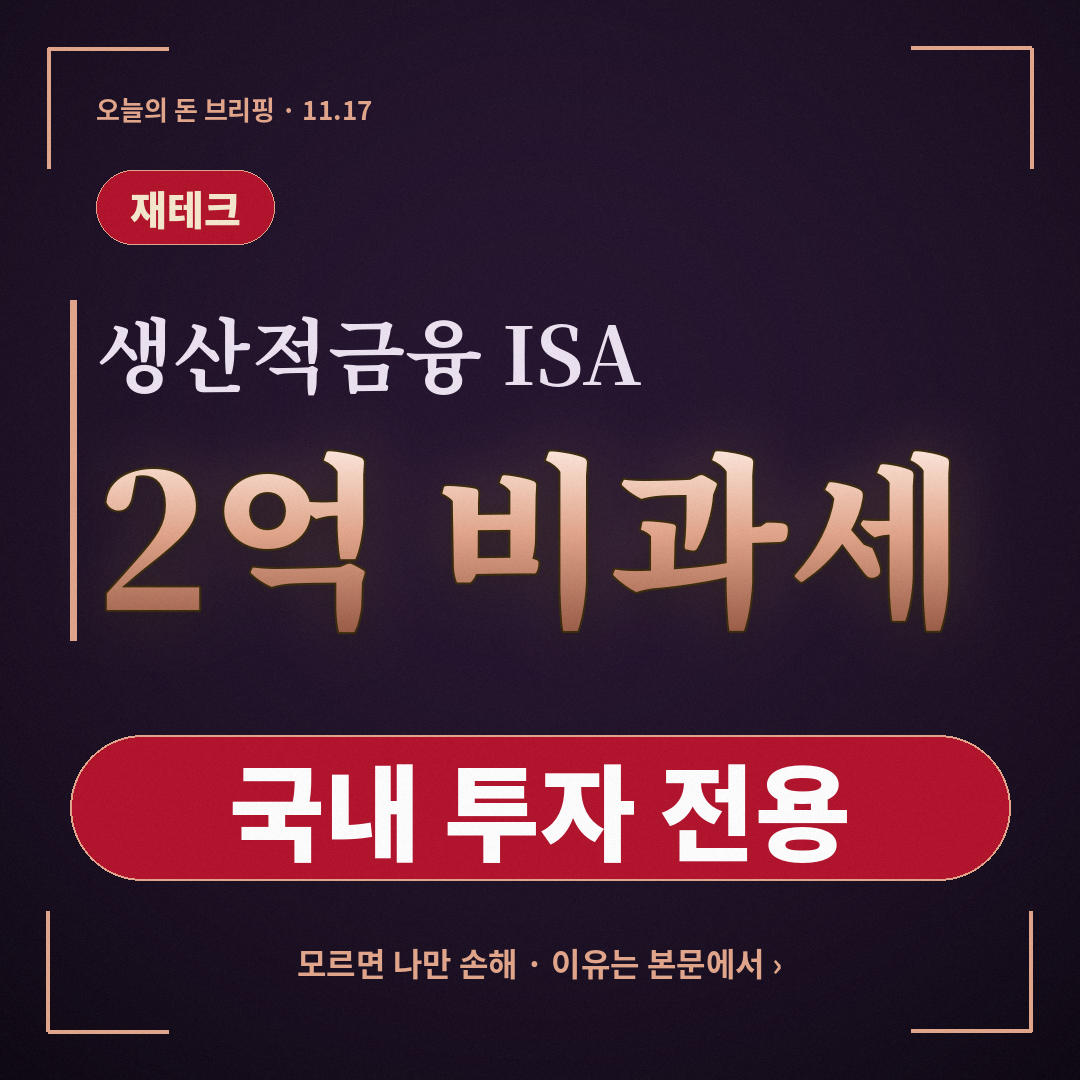 오늘의 돈 브리핑 · 11.17
재테크
생산적금융 ISA
2억 비과세
국내 투자 전용
모르면 나만 손해 · 이유는 본문에서 ›